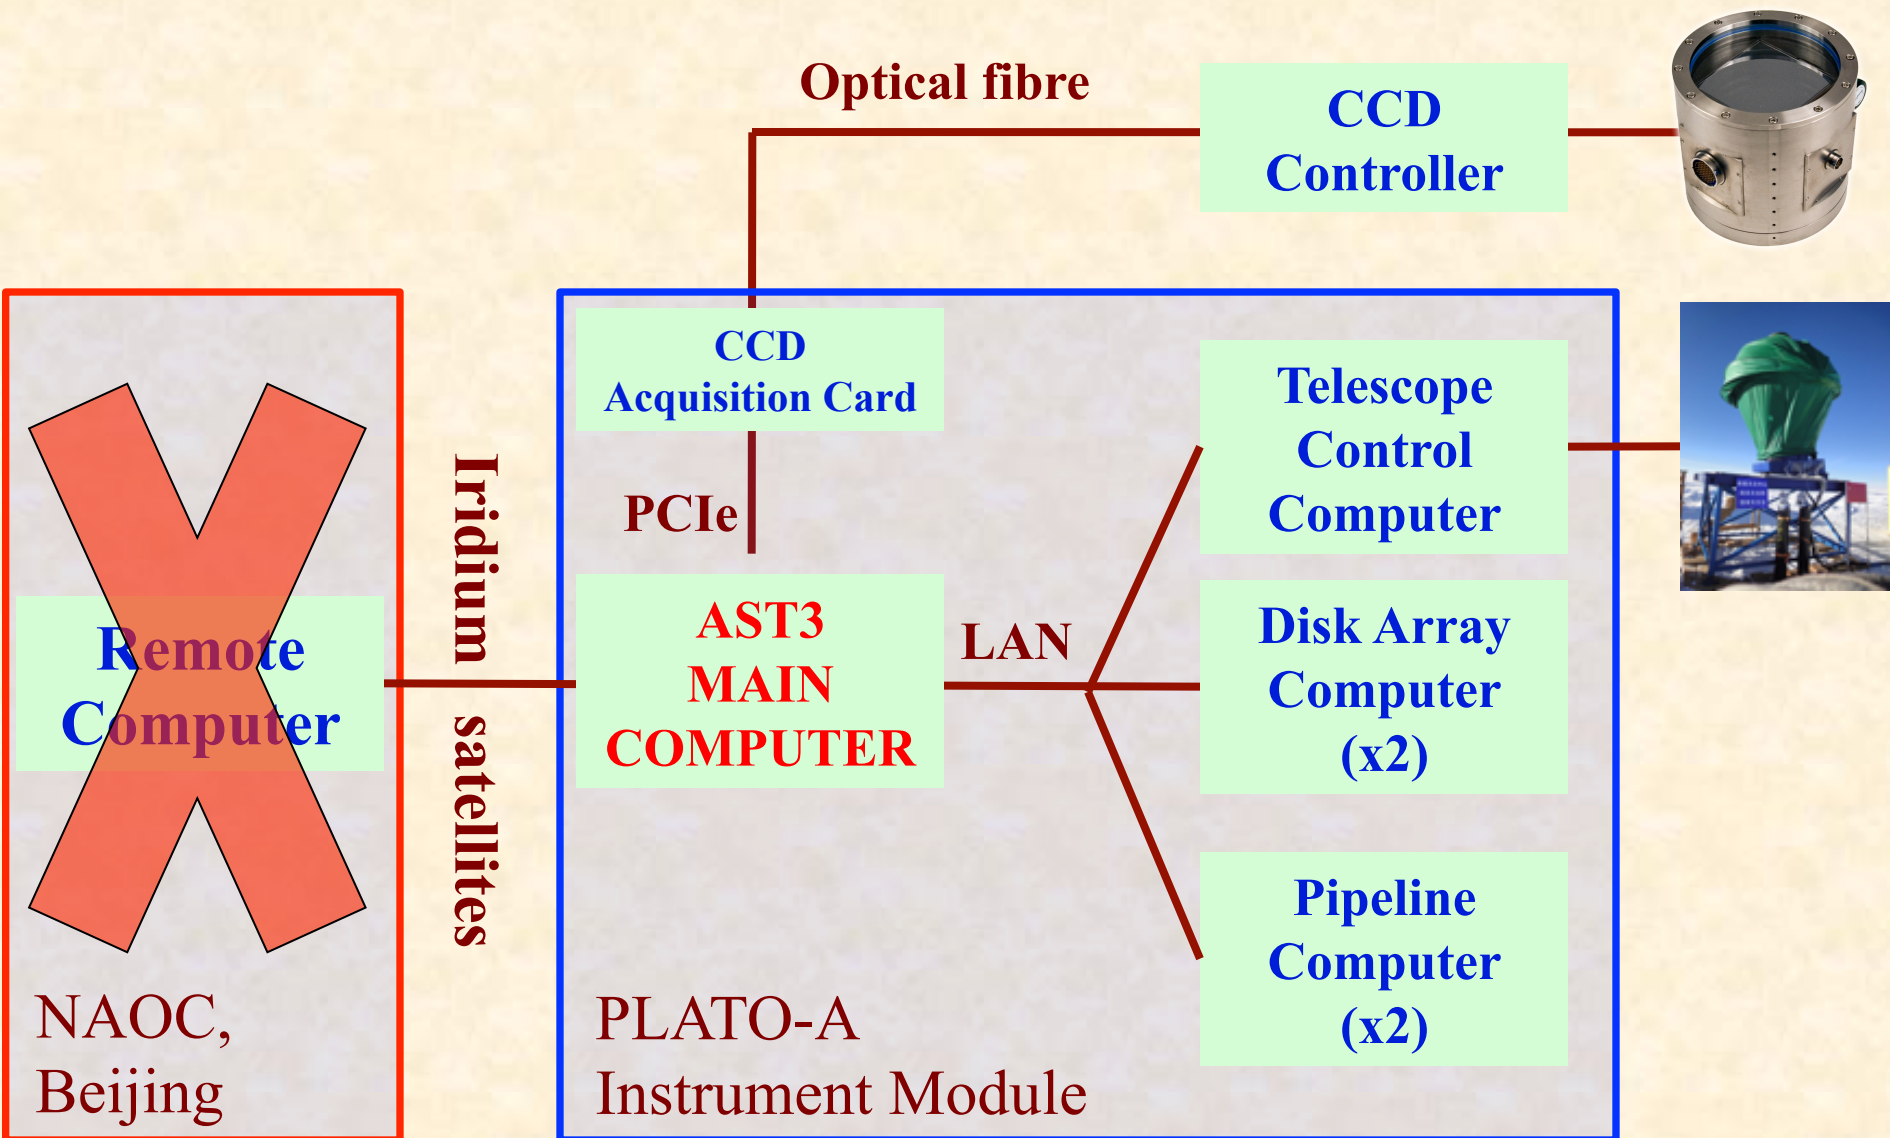 Optical fibre
CCD
Controller
CCD
Acquisition Card
PCIe
Telescope
Control
Computer
Remote
Computer
Irridium satellites
AST3
MAIN
COMPUTER
LAN
Disk Array
Computer
(x2)
Pipeline
Computer
(x2)
NAOC,
Beijing
PLATO-A
Instrument Module